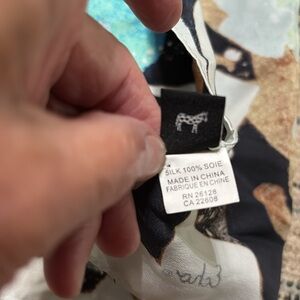 SILK 100% SOIE
MADE IN CHINA
FABRIQUE EN CHINE
RN 26128
CA 22608